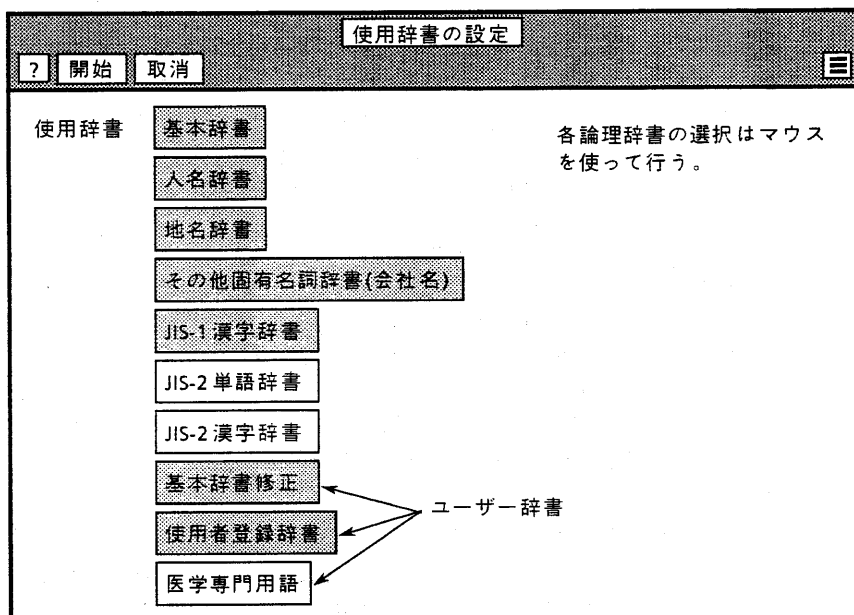 使用辞書の設定
? 開始 取消
使用辞書 基本辞書
人名辞書
地名辞書
その他固有名詞辞書(会社名)
JIS-1 漢字辞書
JIS-2 単語辞書
JIS-2 漢字辞書
基本辞書修正
使用者登録辞書
医学専門用語
各論理辞書の選択はマウス
を使って行う。
ユーザー辞書